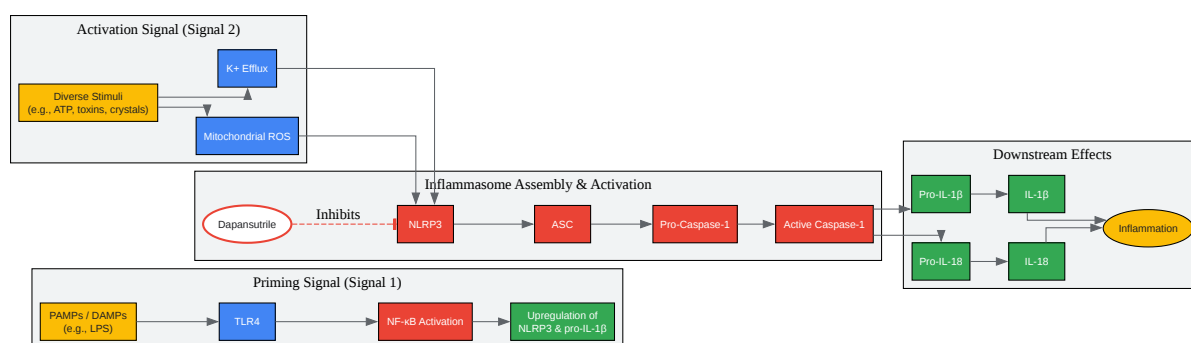 Activation Signal (Signal 2)
K+ Efflux
Diverse Stimuli
(e.g., ATP, toxins, crystals)
Mitochondrial ROS
Inflammasome Assembly & Activation
Dapansutrile
Inhibits
NLRP3
ASC
Pro-Caspase-1
Active Caspase-1
Downstream Effects
Pro-IL-1β
IL-1β
Inflammation
Pro-IL-18
IL-18
Priming Signal (Signal 1)
PAMPs / DAMPs
(e.g., LPS)
TLR4
NF-κB Activation
Upregulation of
NLRP3 & pro-IL-1β